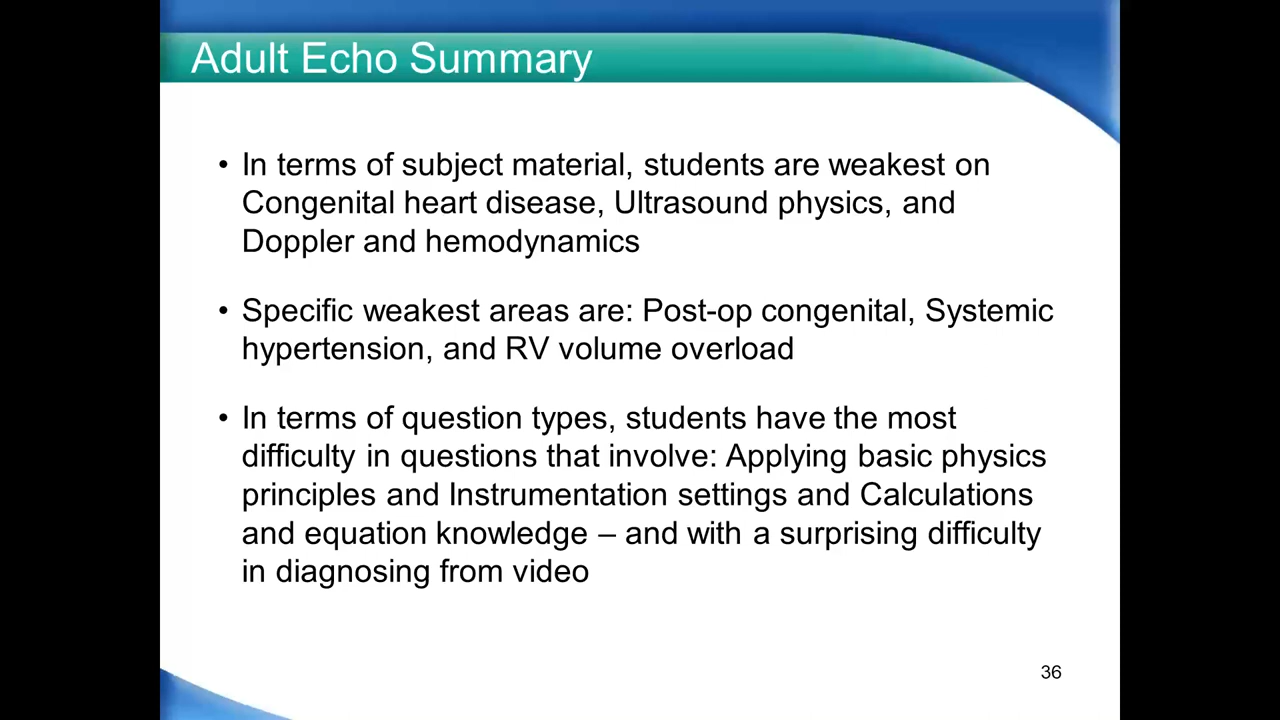 Adult Echo Summary
• In terms of subject material, students are weakest on
Congenital heart disease, Ultrasound physics, and
Doppler and hemodynamics
• Specific weakest areas are: Post-op congenital, Systemic
hypertension, and RV volume overload
• In terms of question types, students have the most
difficulty in questions that involve: Applying basic physics
principles and Instrumentation settings and Calculations
and equation knowledge – and with a surprising difficulty
in diagnosing from video
36